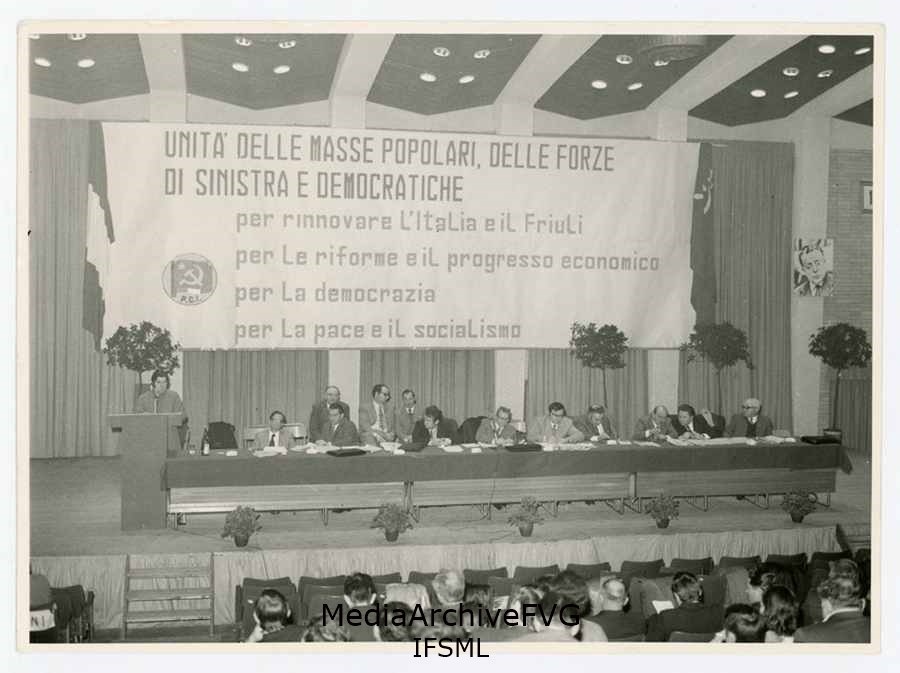 UNITA' DELLE MASSE POPOLARI, DELLE FORZE
DI SINISTRA E DEMOCRATICHE
per rinnovare L'Italia e il Friuli
per Le riforme e il progresso economico
per La democrazia
per La pace e il socialismo
P.C.I.
MediaArchiveFVG
IFSML